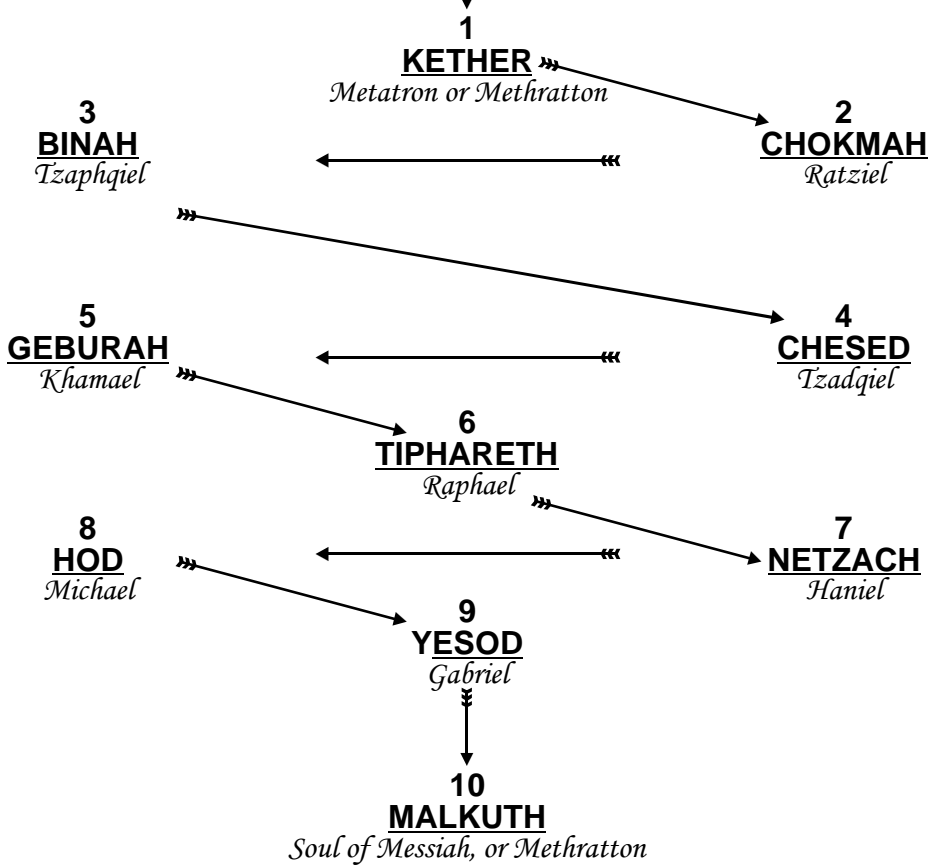 1
KETHER
Metatron or Methratton
3
BINAH
Tzaphqiel
2
CHOKMAH
Ratziel
5
GEBURAH
Khamael
4
CHESED
Tzadqiel
6
TIPHARETH
Raphael
8
HOD
Michael
7
NETZACH
Haniel
9
YESOD
Gabriel
10
MALKUTH
Soul of Messiah, or Methratton